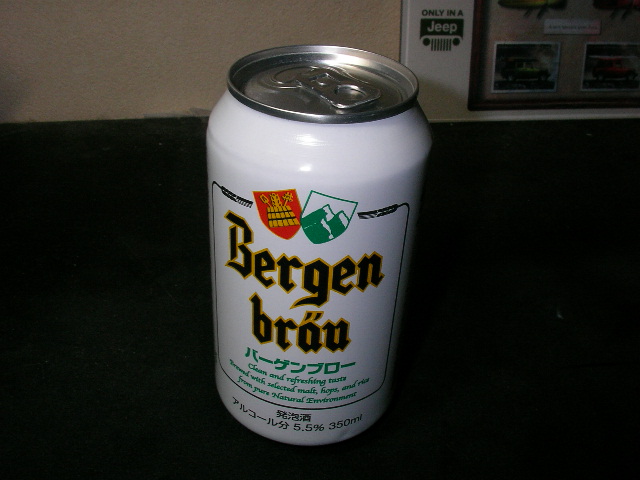 ONLY IN A
Jeep
Bergen
bräu
バーゲンブロー
Clean and refreshing taste
Brewed with selected malt, hops, and rice
from pure Natural Environment
発泡酒
アルコール分 5.5% 350ml